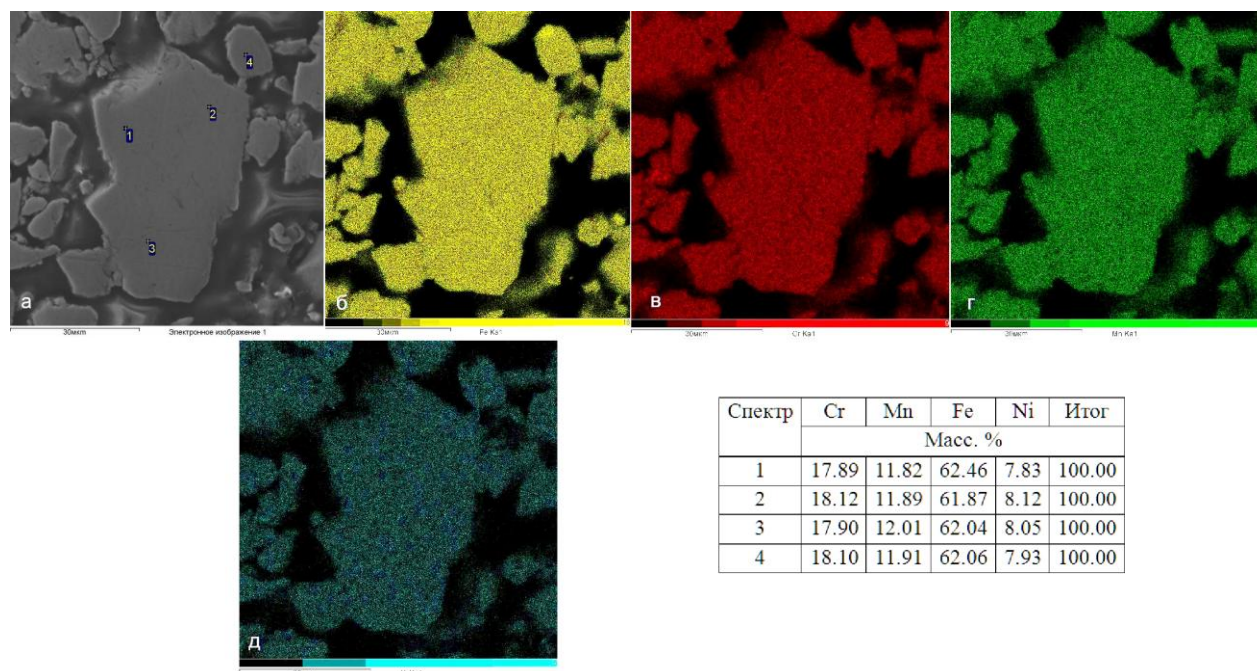 1
2
3
4
а
б
в
г
30мкм
Электронное изображение 1
Fe Ka1
Cr Ka1
Mn Ka1
д
Спектр Cr Mn Fe Ni Итог
Масс. %
1 17.89 11.82 62.46 7.83 100.00
2 18.12 11.89 61.87 8.12 100.00
3 17.90 12.01 62.04 8.05 100.00
4 18.10 11.91 62.06 7.93 100.00